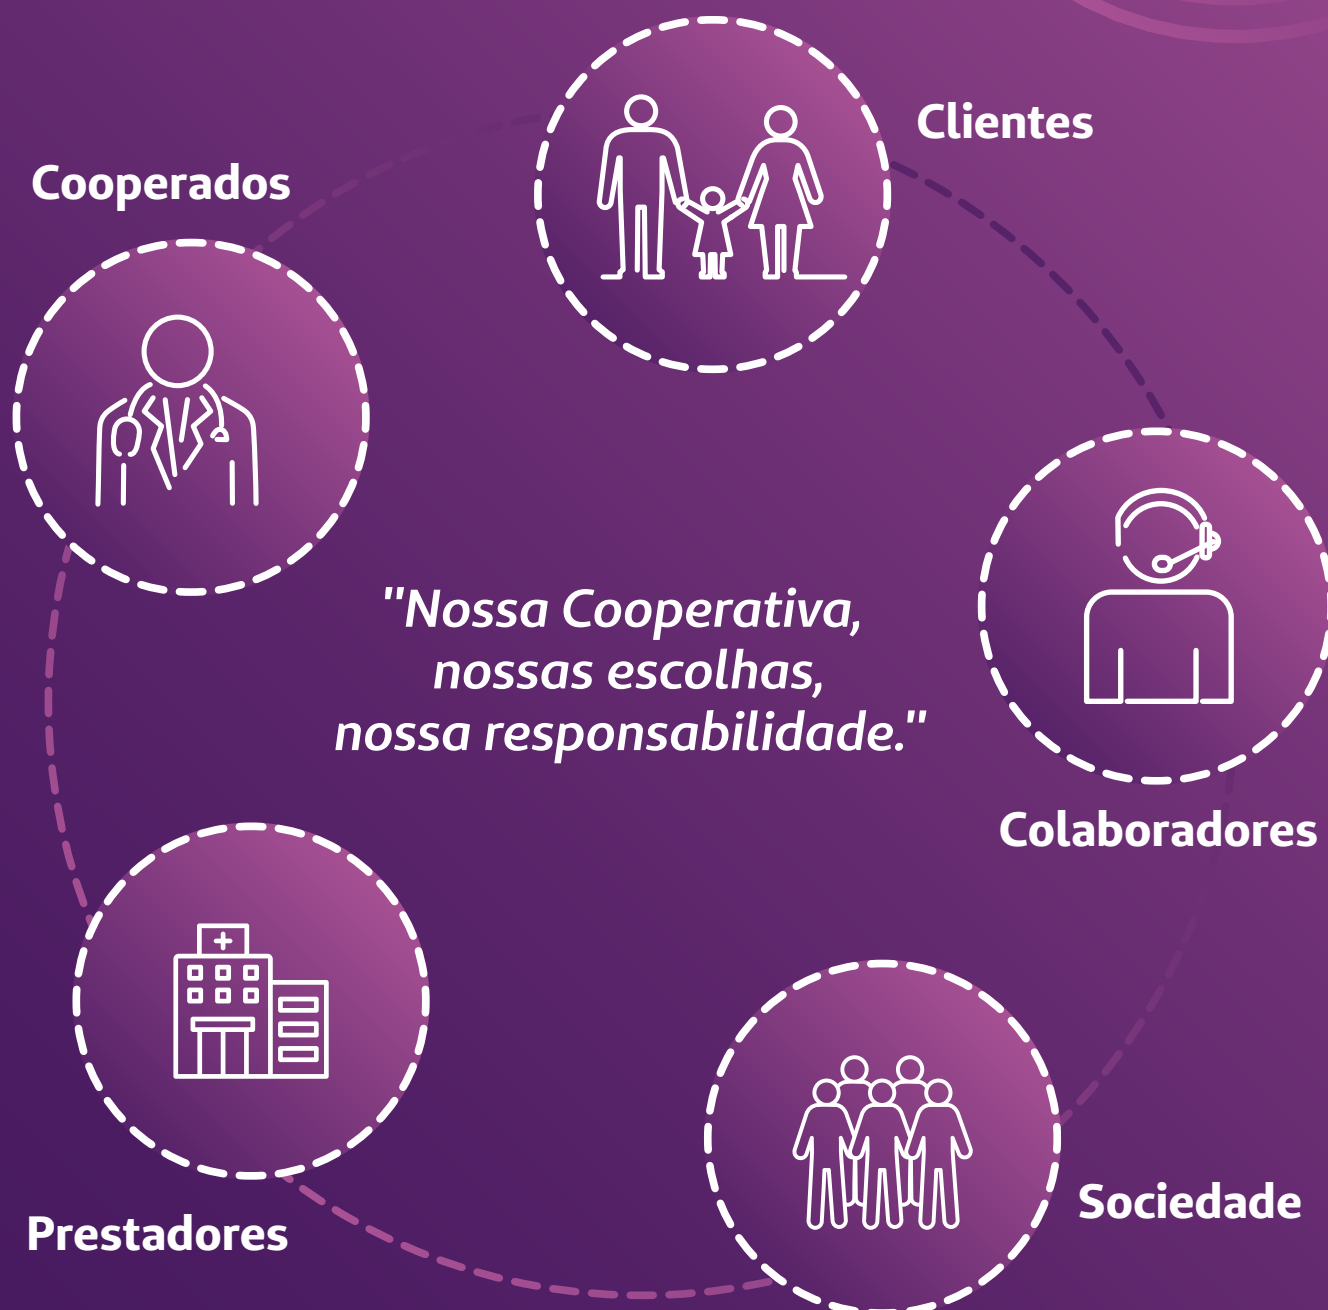 Clientes
Cooperados
"Nossa Cooperativa,
nossas escolhas,
nossa responsabilidade."
Colaboradores
Sociedade
Prestadores